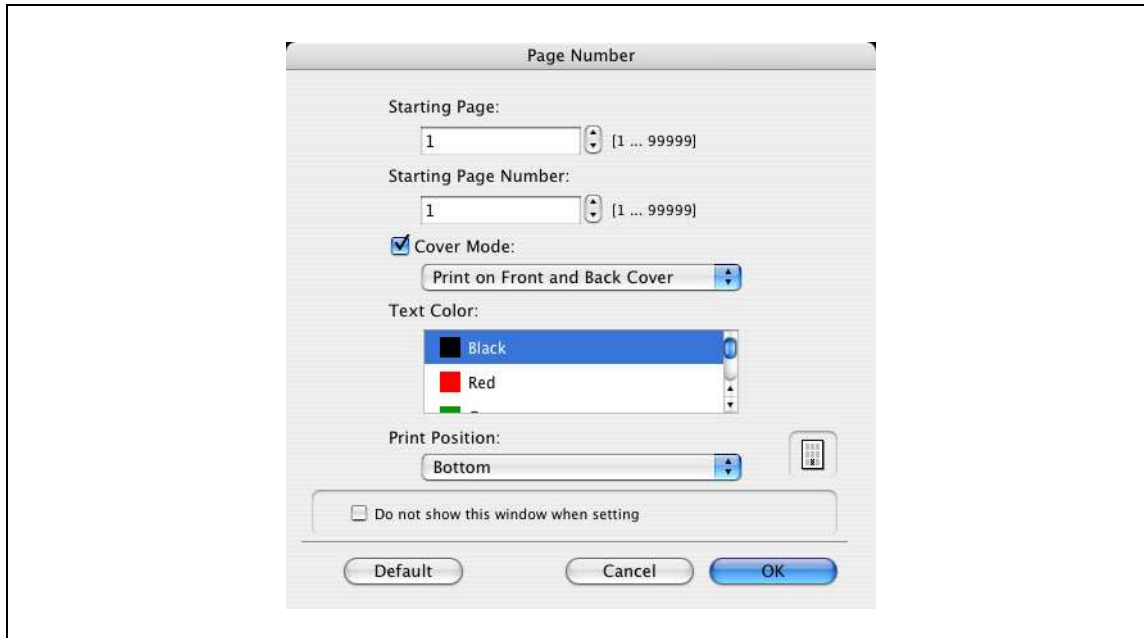 Page Number
Starting Page:
1 [1 ... 99999]
Starting Page Number:
1 [1 ... 99999]
Cover Mode:
Print on Front and Back Cover
Text Color:
Black
Red
Print Position:
Bottom
Do not show this window when setting
Default Cancel OK